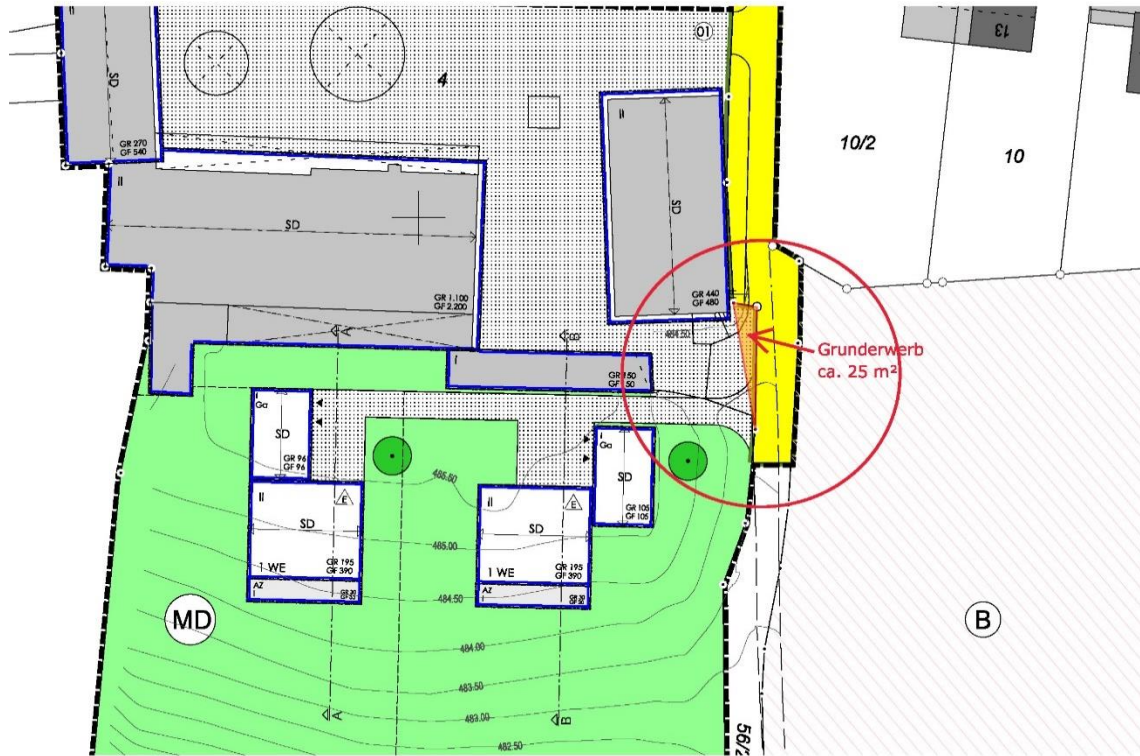 II
SD
GR 270
GF 540
4
01
13
10/2
10
II
SD
II
SD
GR 1.100
GF 2.200
GR 440
GF 480
484.50
A
B
Grunderwerb
ca. 25 m²
I
GR 150
I
Ga
SD
GR 96
GF 96
I
Ga
SD
GR 105
GF 105
485.50
II
E
SD
1 WE
GR 195
GF 390
AZ
II
E
SD
1 WE
GR 195
GF 390
AZ
485.00
484.50
MD
B
484.00
483.50
483.00
482.50
A
B